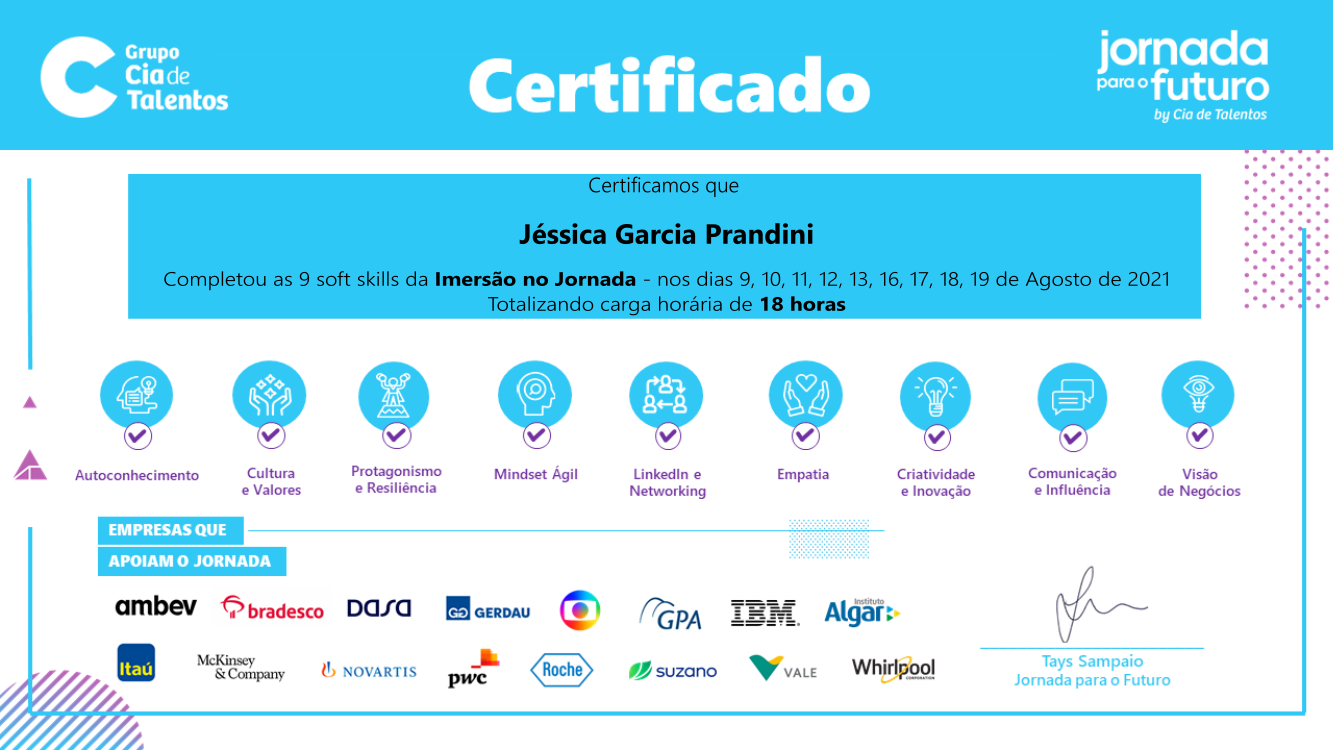 Grupo
Cia de
Talentos
Certificado
jornada
para o futuro
by Cia de Talentos
Certificamos que
Jéssica Garcia Prandini
Completou as 9 soft skills da Imersão no Jornada - nos dias 9, 10, 11, 12, 13, 16, 17, 18, 19 de Agosto de 2021
Totalizando carga horária de 18 horas
Autoconhecimento
Cultura
e Valores
Protagonismo
e Resiliência
Mindset Ágil
LinkedIn e
Networking
Empatia
Criatividade
e Inovação
Comunicação
e Influência
Visão
de Negócios
EMPRESAS QUE
APOIAM O JORNADA
ambev
bradesco
Dasa
GERDAU
GPA
IBM
Instituto
Algar
Itaú
McKinsey
& Company
NOVARTIS
pwc
Roche
suzano
VALE
Whirlpool
CORPORATION
Tays Sampaio
Jornada para o Futuro